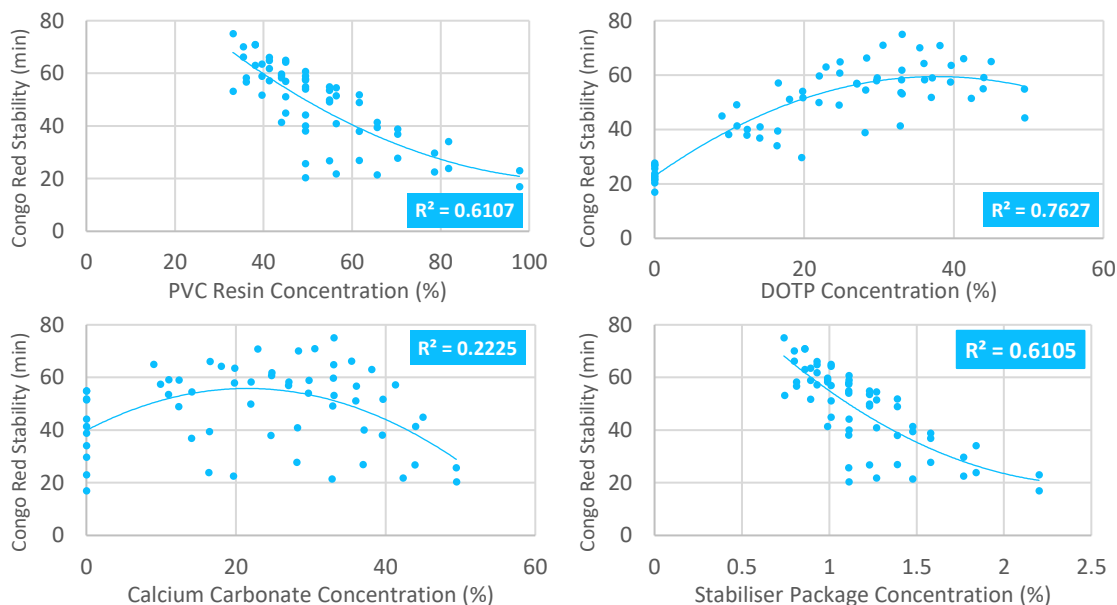 80
60
40
20
0
Congo Red Stability (min)
R² = 0.6107
0 20 40 60 80 100
PVC Resin Concentration (%)
80
60
40
20
0
Congo Red Stability (min)
R² = 0.7627
0 20 40 60
DOTP Concentration (%)
80
60
40
20
0
Congo Red Stability (min)
R² = 0.2225
0 20 40 60
Calcium Carbonate Concentration (%)
80
60
40
20
0
Congo Red Stability (min)
R² = 0.6105
0 0.5 1 1.5 2 2.5
Stabiliser Package Concentration (%)